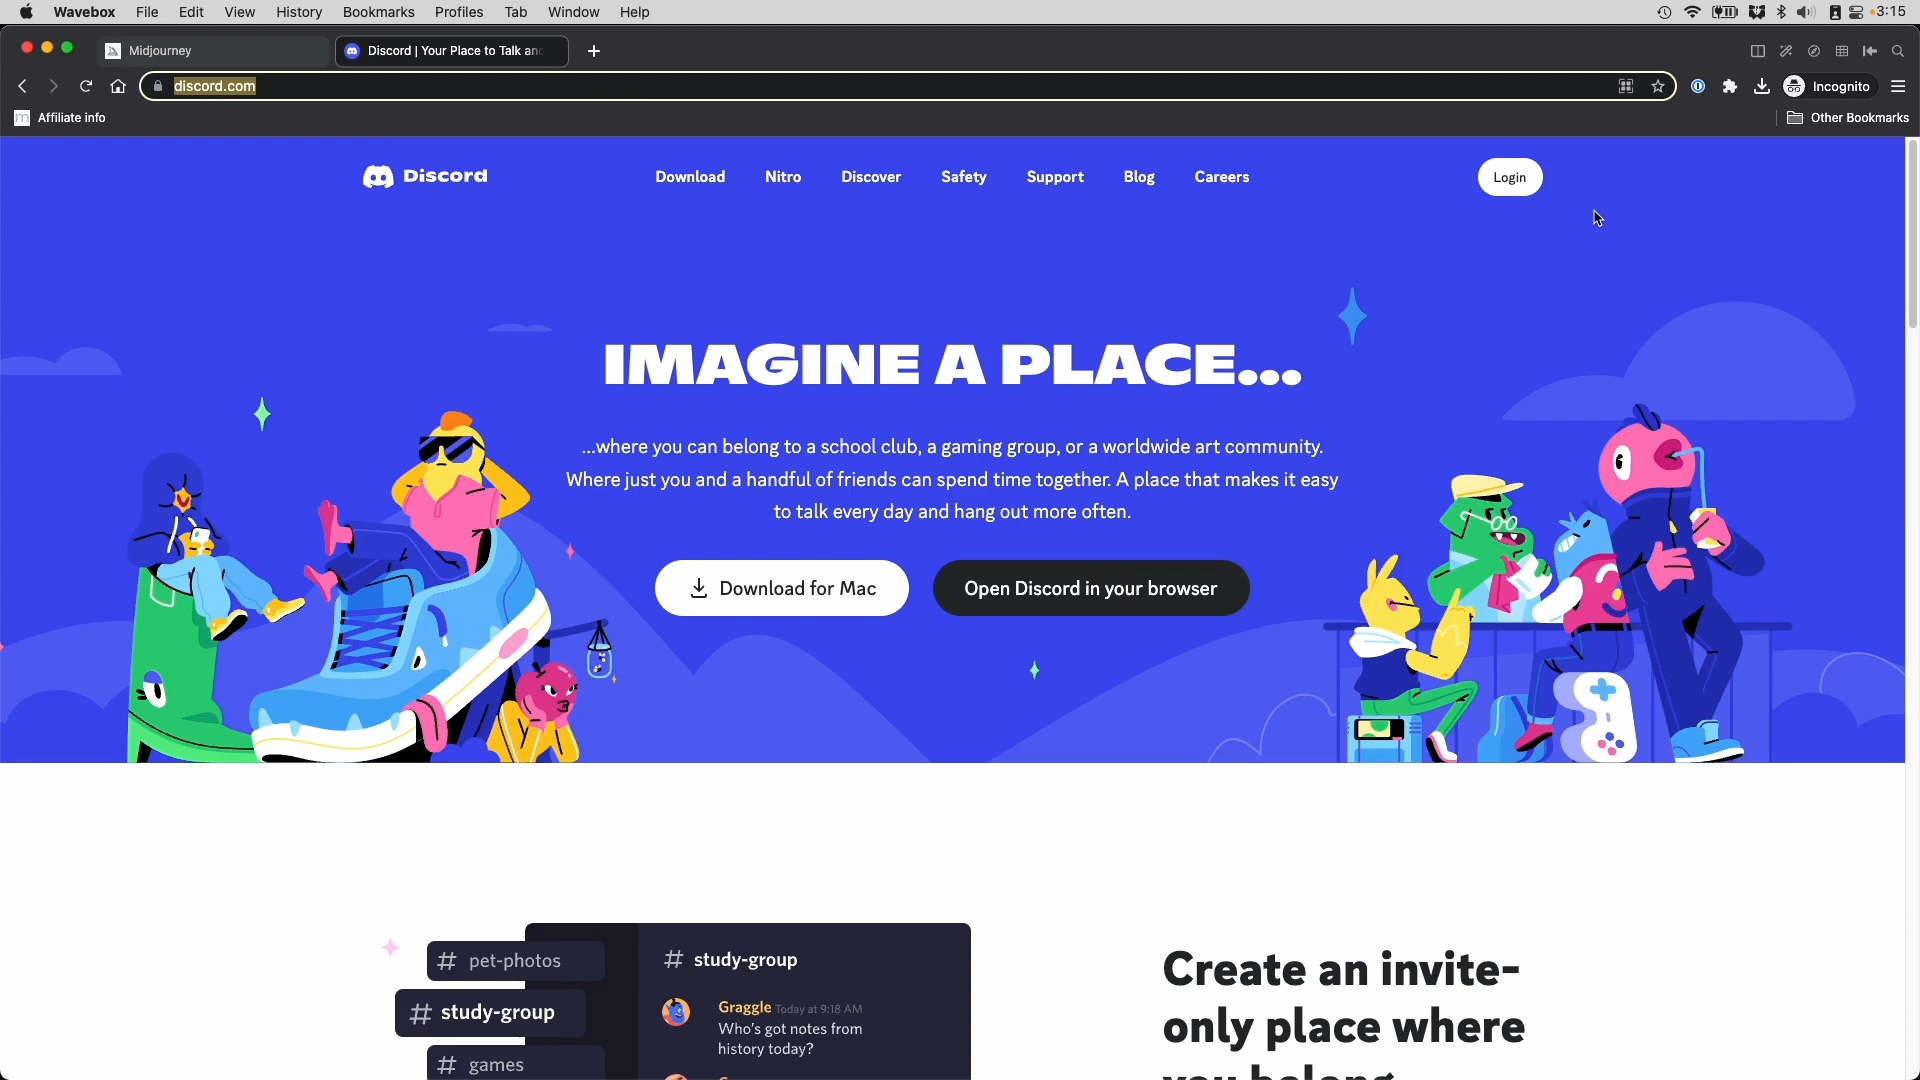 Wavebox File Edit View History Bookmarks Profiles Tab Window Help 3:15
Midjourney
Discord | Your Place to Talk an
discord.com
Incognito
Affiliate info
Other Bookmarks
Discord
Download Nitro Discover Safety Support Blog Careers
Login
IMAGINE A PLACE...
...where you can belong to a school club, a gaming group, or a worldwide art community.
Where just you and a handful of friends can spend time together. A place that makes it easy
to talk every day and hang out more often.
Download for Mac
Open Discord in your browser
# pet-photos
# study-group
# games
# study-group
Graggle Today at 9:18 AM
Who's got notes from
history today?
Create an invite-
only place where
you belong